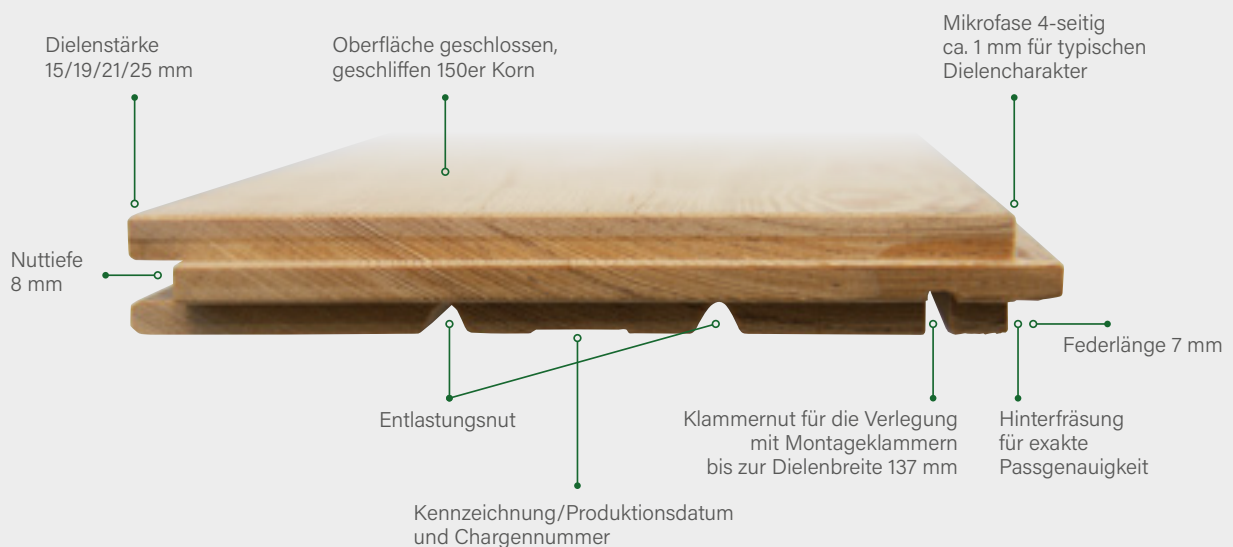 Dielenstärke
15/19/21/25 mm
Oberfläche geschlossen,
geschliffen 150er Korn
Mikrofase 4-seitig
ca. 1 mm für typischen
Dielencharakter
Nuttiefe
8 mm
Federlänge 7 mm
Entlastungsnut
Klammernut für die Verlegung
mit Montageklammern
bis zur Dielenbreite 137 mm
Hinterfräsung
für exakte
Passgenauigkeit
Kennzeichnung/Produktionsdatum
und Chargennummer